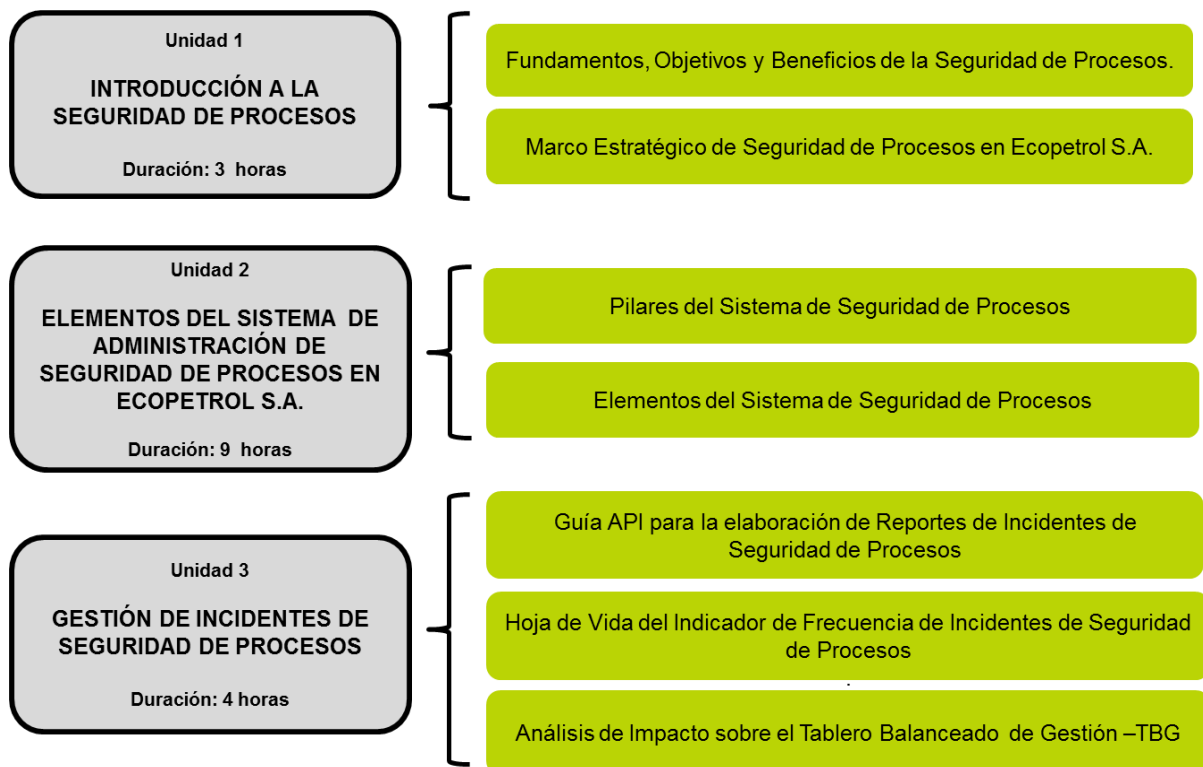 Unidad 1
INTRODUCCIÓN A LA
SEGURIDAD DE PROCESOS
Duración: 3 horas
Fundamentos, Objetivos y Beneficios de la Seguridad de Procesos.
Marco Estratégico de Seguridad de Procesos en Ecopetrol S.A.
Unidad 2
ELEMENTOS DEL SISTEMA DE
ADMINISTRACIÓN DE
SEGURIDAD DE PROCESOS EN
ECOPETROL S.A.
Duración: 9 horas
Pilares del Sistema de Seguridad de Procesos
Elementos del Sistema de Seguridad de Procesos
Unidad 3
GESTIÓN DE INCIDENTES DE
SEGURIDAD DE PROCESOS
Duración: 4 horas
Guía API para la elaboración de Reportes de Incidentes de
Seguridad de Procesos
Hoja de Vida del Indicador de Frecuencia de Incidentes de Seguridad
de Procesos
.
Análisis de Impacto sobre el Tablero Balanceado de Gestión –TBG